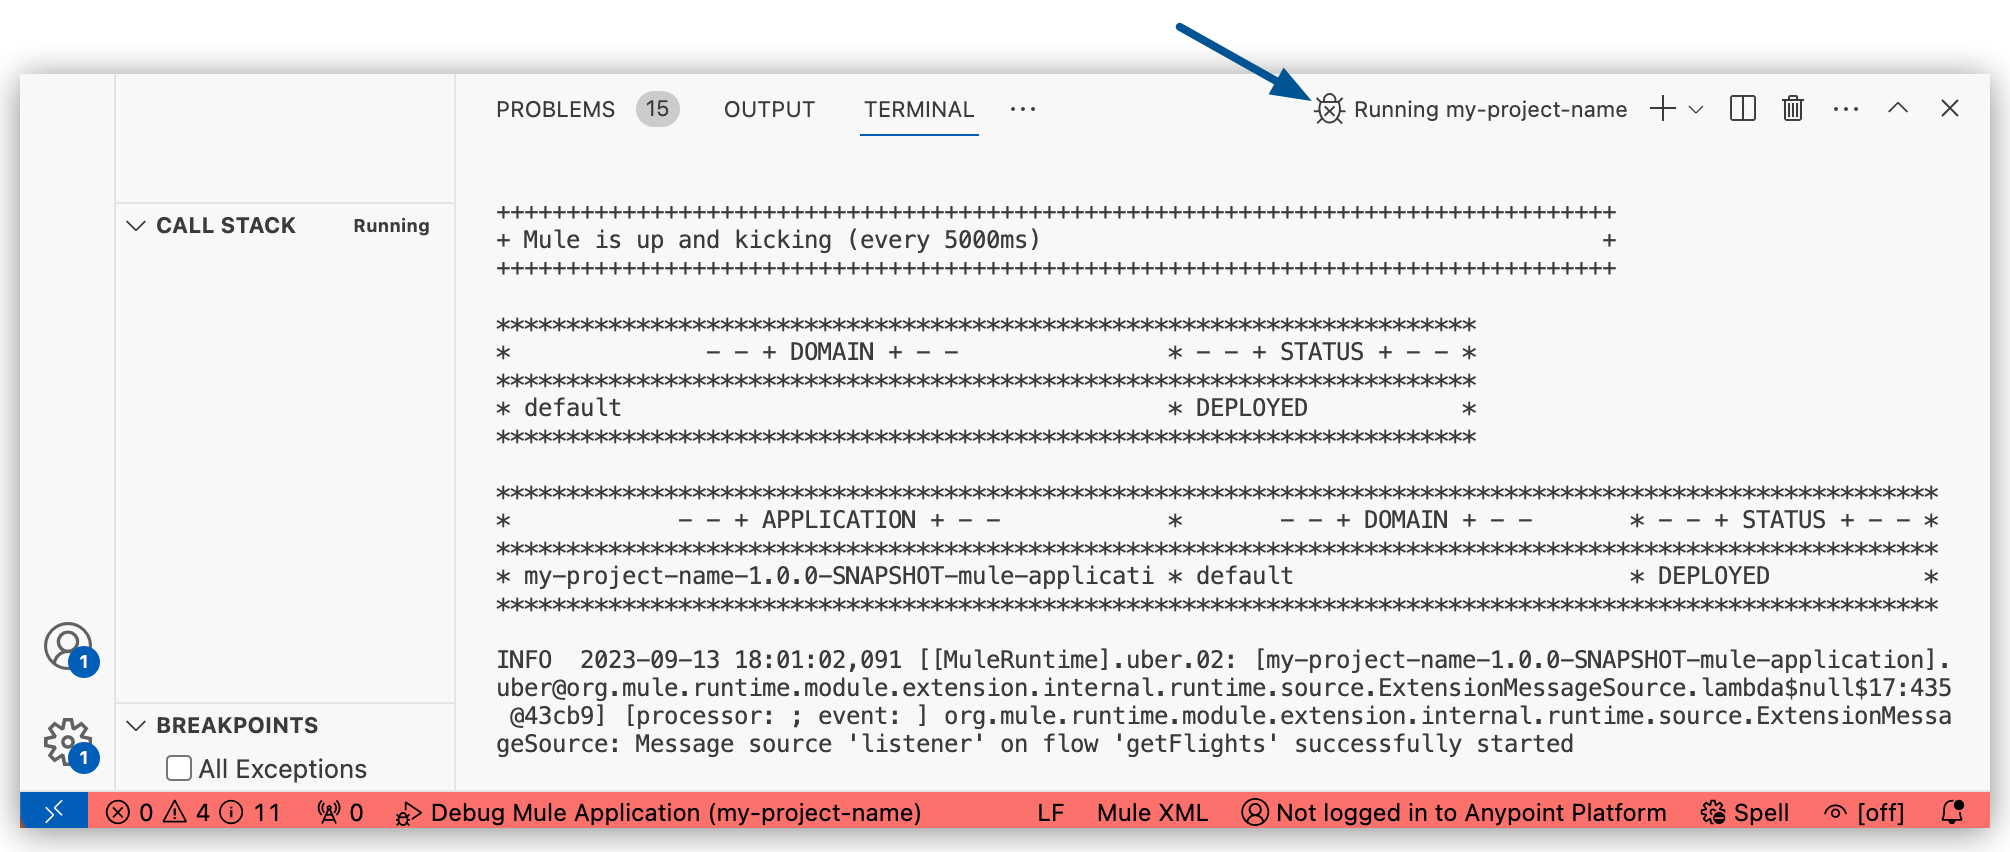 PROBLEMS 15 OUTPUT TERMINAL ··· Running my-project-name ···
CALL STACK Running
++++++++++++++++++++++++++++++++++++++++++++++++++++++++++++++++++++++++++++++++
+ Mule is up and kicking (every 5000ms) +
++++++++++++++++++++++++++++++++++++++++++++++++++++++++++++++++++++++++++++++++
**********************************************************************
* - - + DOMAIN + - - * - - + STATUS + - - *
**********************************************************************
* default * DEPLOYED *
**********************************************************************
*******************************************************************************************************
* - - + APPLICATION + - - * - - + DOMAIN + - - * - - + STATUS + - - *
*******************************************************************************************************
* my-project-name-1.0.0-SNAPSHOT-mule-applicati * default * DEPLOYED *
*******************************************************************************************************
INFO 2023-09-13 18:01:02,091 [[MuleRuntime].uber.02: [my-project-name-1.0.0-SNAPSHOT-mule-application].
uber@org.mule.runtime.module.extension.internal.runtime.source.ExtensionMessageSource.lambda$null$17:435
@43cb9] [processor: ; event: ] org.mule.runtime.module.extension.internal.runtime.source.ExtensionMessa
geSource: Message source 'listener' on flow 'getFlights' successfully started
1
1
BREAKPOINTS
All Exceptions
0 4 11 0 Debug Mule Application (my-project-name) LF Mule XML Not logged in to Anypoint Platform Spell [off]